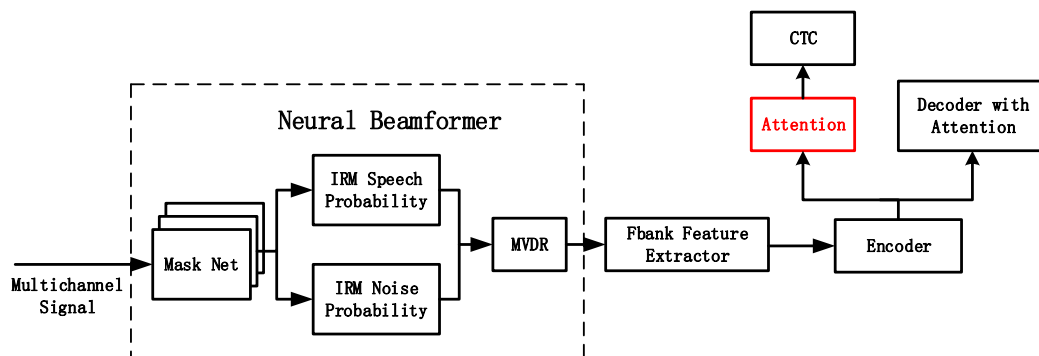 CTC
Attention
Decoder with
Attention
Neural Beamformer
IRM Speech
Probability
Mask Net
MVDR
Fbank Feature
Extractor
Encoder
Multichannel
Signal
IRM Noise
Probability